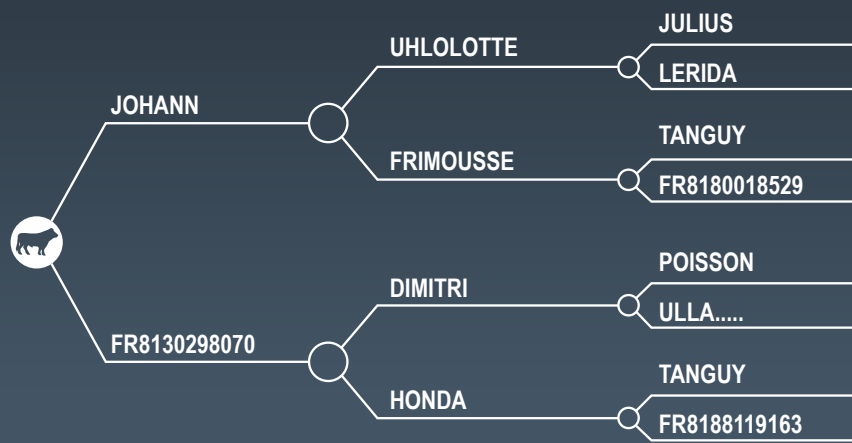 JULIUS
UHLOLOTTE
LERIDA
JOHANN
TANGUY
FRIMOUSSE
FR8180018529
POISSON
DIMITRI
ULLA.....
FR8130298070
TANGUY
HONDA
FR8188119163